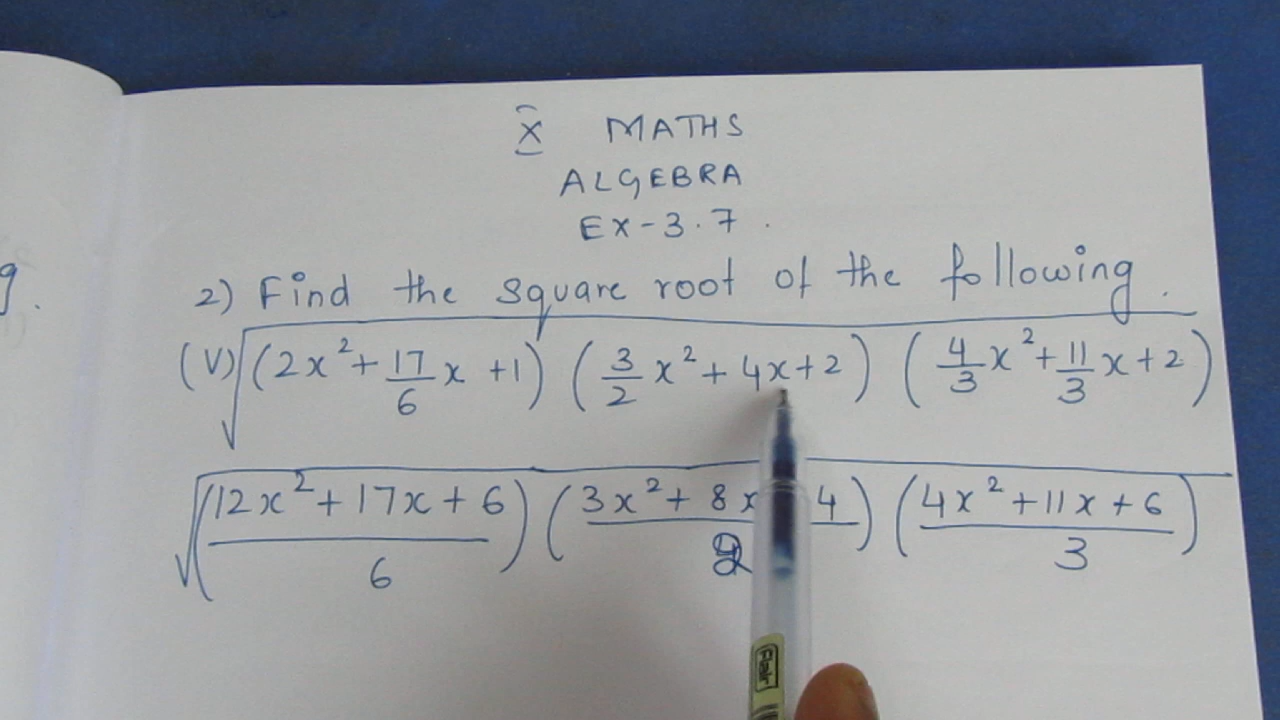 X MATHS
ALGEBRA
EX-3.7.
g.
2) Find the square root of the following.
(V) √(2x² + 17/6 x + 1) (3/2 x² + 4x + 2) (4/3 x² + 11/3 x + 2)
√((12x² + 17x + 6)/6) ((3x² + 8x 4)/2) ((4x² + 11x + 6)/3)
Flair